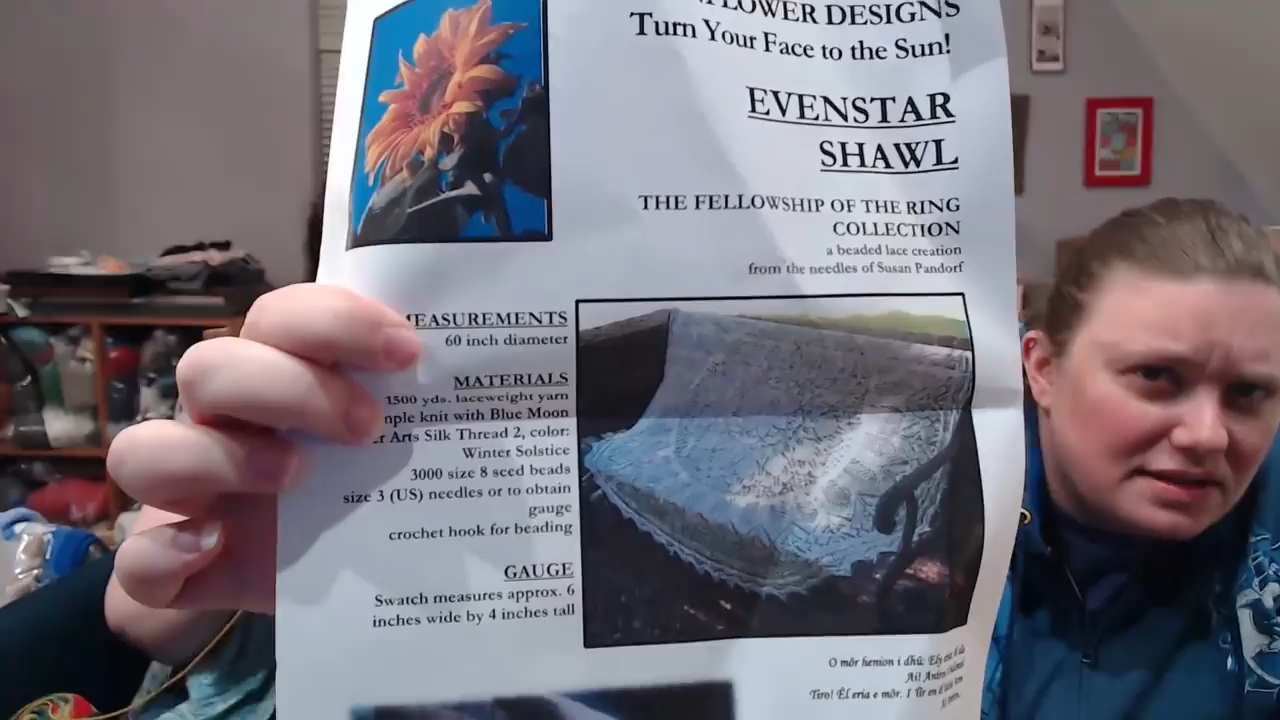 FLOWER DESIGNS
Turn Your Face to the Sun!
EVENSTAR
SHAWL
THE FELLOWSHIP OF THE RING
COLLECTION
a beaded lace creation
from the needles of Susan Pandorf
MEASUREMENTS
60 inch diameter
MATERIALS
1500 yds. laceweight yarn
knit with Blue Moon
Arts Silk Thread 2, color:
Winter Solstice
3000 size 8 seed beads
size 3 (US) needles or to obtain
gauge
crochet hook for beading
GAUGE
Swatch measures approx. 6
inches wide by 4 inches tall
O môr henion i dhû:
Ai!
Tiro! Êl eria e môr. I